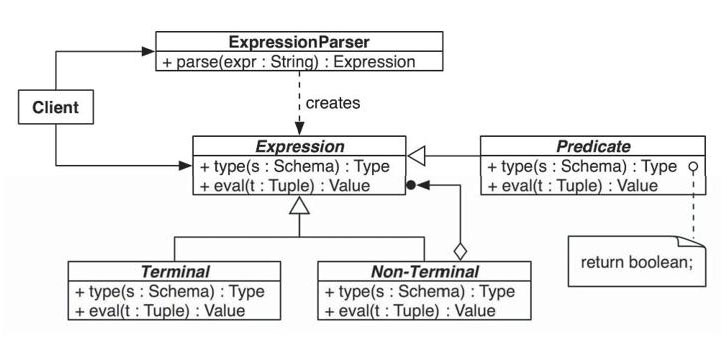 ExpressionParser
+ parse(expr : String) : Expression
Client
creates
Expression
+ type(s : Schema) : Type
+ eval(t : Tuple) : Value
Predicate
+ type(s : Schema) : Type
+ eval(t : Tuple) : Value
return boolean;
Terminal
+ type(s : Schema) : Type
+ eval(t : Tuple) : Value
Non-Terminal
+ type(s : Schema) : Type
+ eval(t : Tuple) : Value